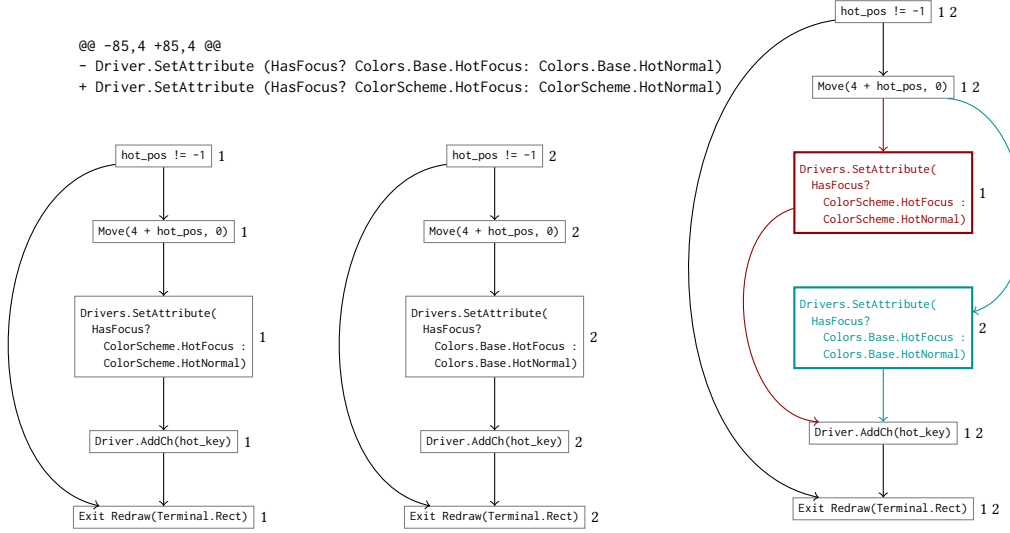 @@ -85,4 +85,4 @@
- Driver.SetAttribute (HasFocus? Colors.Base.HotFocus: Colors.Base.HotNormal)
+ Driver.SetAttribute (HasFocus? ColorScheme.HotFocus: ColorScheme.HotNormal)
hot_pos != -1 1
Move(4 + hot_pos, 0) 1
Drivers.SetAttribute(
HasFocus?
ColorScheme.HotFocus :
ColorScheme.HotNormal)
1
Driver.AddCh(hot_key) 1
Exit Redraw(Terminal.Rect) 1
hot_pos != -1 2
Move(4 + hot_pos, 0) 2
Drivers.SetAttribute(
HasFocus?
Colors.Base.HotFocus :
Colors.Base.HotNormal)
2
Driver.AddCh(hot_key) 2
Exit Redraw(Terminal.Rect) 2
hot_pos != -1 1 2
Move(4 + hot_pos, 0) 1 2
Drivers.SetAttribute(
HasFocus?
ColorScheme.HotFocus :
ColorScheme.HotNormal)
1
Drivers.SetAttribute(
HasFocus?
Colors.Base.HotFocus :
Colors.Base.HotNormal)
2
Driver.AddCh(hot_key) 1 2
Exit Redraw(Terminal.Rect) 1 2